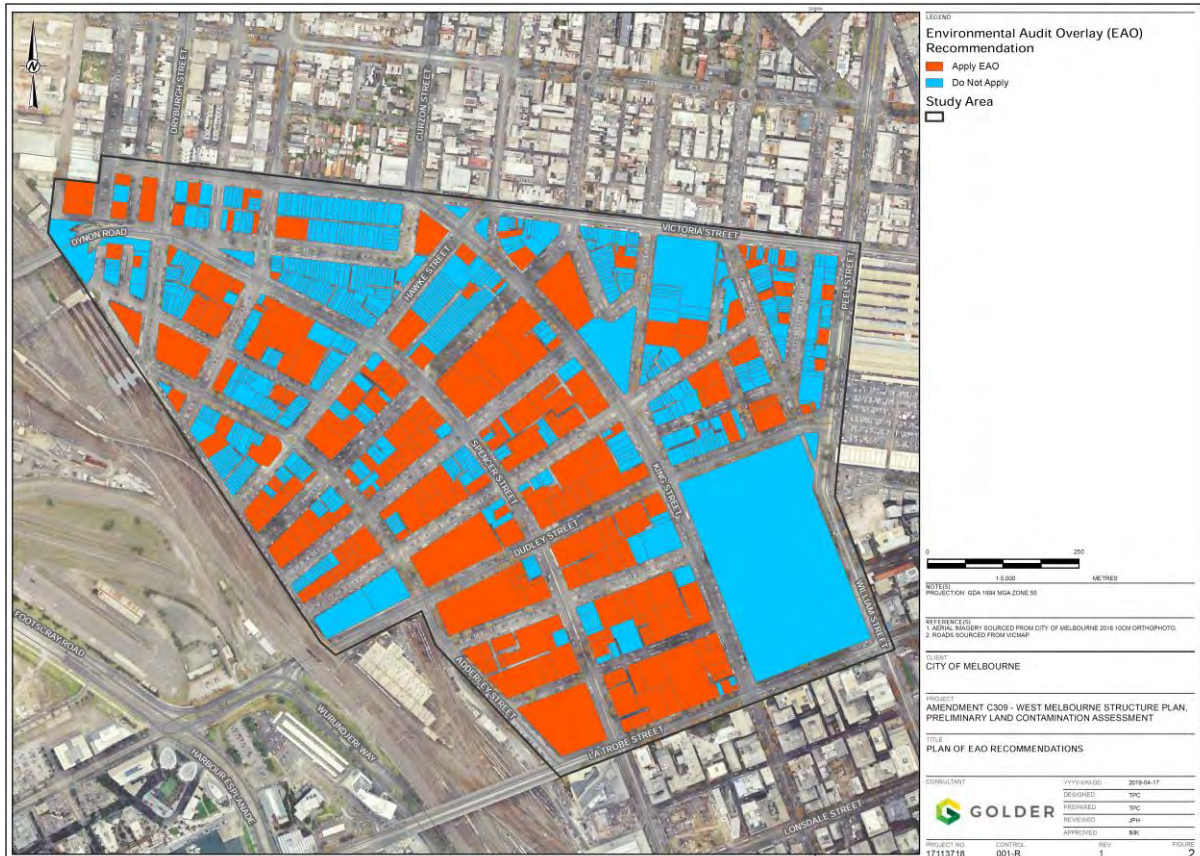 N
DRYBURGH STREET
CURZON STREET
DYNON ROAD
HAWKE STREET
VICTORIA STREET
PEEL STREET
SPENCER STREET
KING STREET
DUDLEY STREET
WILLIAM STREET
ADDERLEY STREET
LA TROBE STREET
FOOTSCRAY ROAD
WURUNDJERI WAY
HARBOUR ESPLANADE
LONSDALE STREET
LEGEND
Environmental Audit Overlay (EAO)
Recommendation
Apply EAO
Do Not Apply
Study Area
0 250
1:5,000 METRES
NOTE(S)
PROJECTION: GDA 1994 MGA ZONE 55
REFERENCE(S)
1. AERIAL IMAGERY SOURCED FROM CITY OF MELBOURNE 2018 10CM ORTHOPHOTO.
2. ROADS SOURCED FROM VICMAP
CLIENT
CITY OF MELBOURNE
PROJECT
AMENDMENT C309 - WEST MELBOURNE STRUCTURE PLAN,
PRELIMINARY LAND CONTAMINATION ASSESSMENT
TITLE
PLAN OF EAO RECOMMENDATIONS
CONSULTANT
GOLDER
YYYY-MM-DD 2019-04-17
DESIGNED TPC
PREPARED TPC
REVIEWED JPH
APPROVED
PROJECT NO. CONTROL REV FIGURE
17113718 001-R 1 2